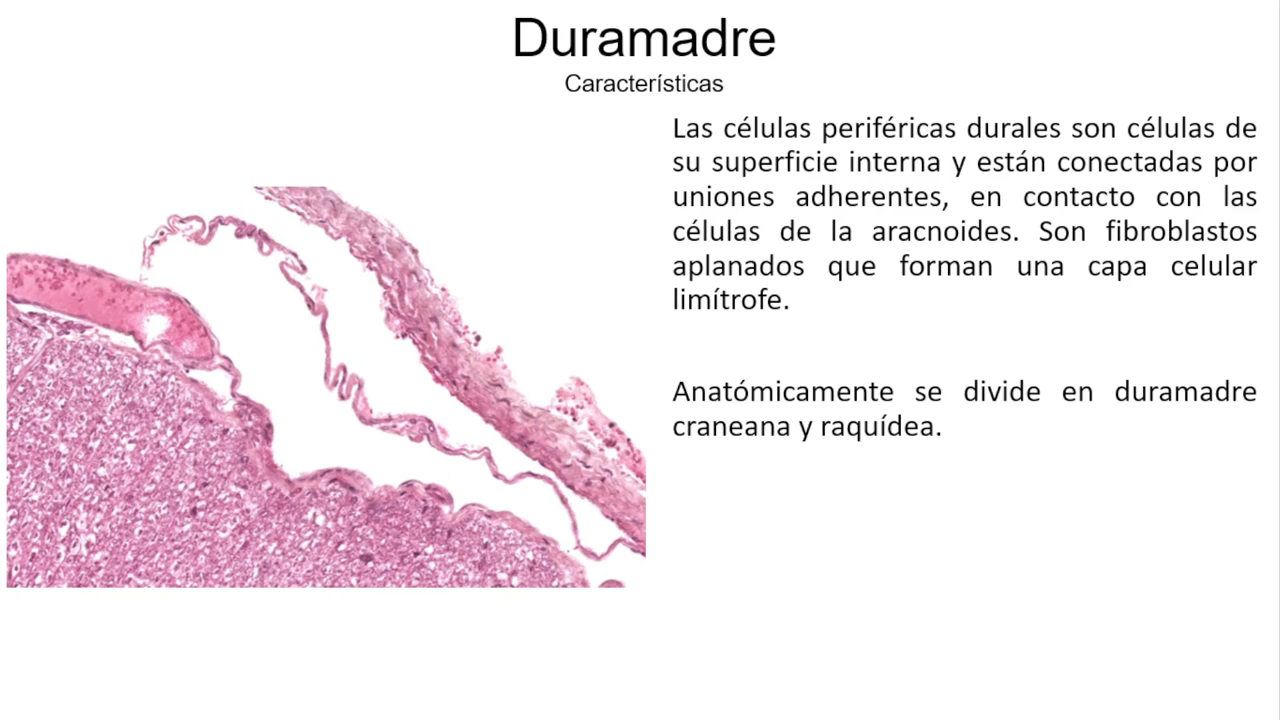 Duramadre
Características
Las células periféricas durales son células de
su superficie interna y están conectadas por
uniones adherentes, en contacto con las
células de la aracnoides. Son fibroblastos
aplanados que forman una capa celular
limítrofe.
Anatómicamente se divide en duramadre
craneana y raquídea.